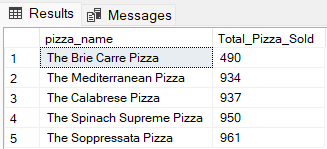 Results Messages
pizza_name Total_Pizza_Sold
1 The Brie Carre Pizza 490
2 The Mediterranean Pizza 934
3 The Calabrese Pizza 937
4 The Spinach Supreme Pizza 950
5 The Soppressata Pizza 961